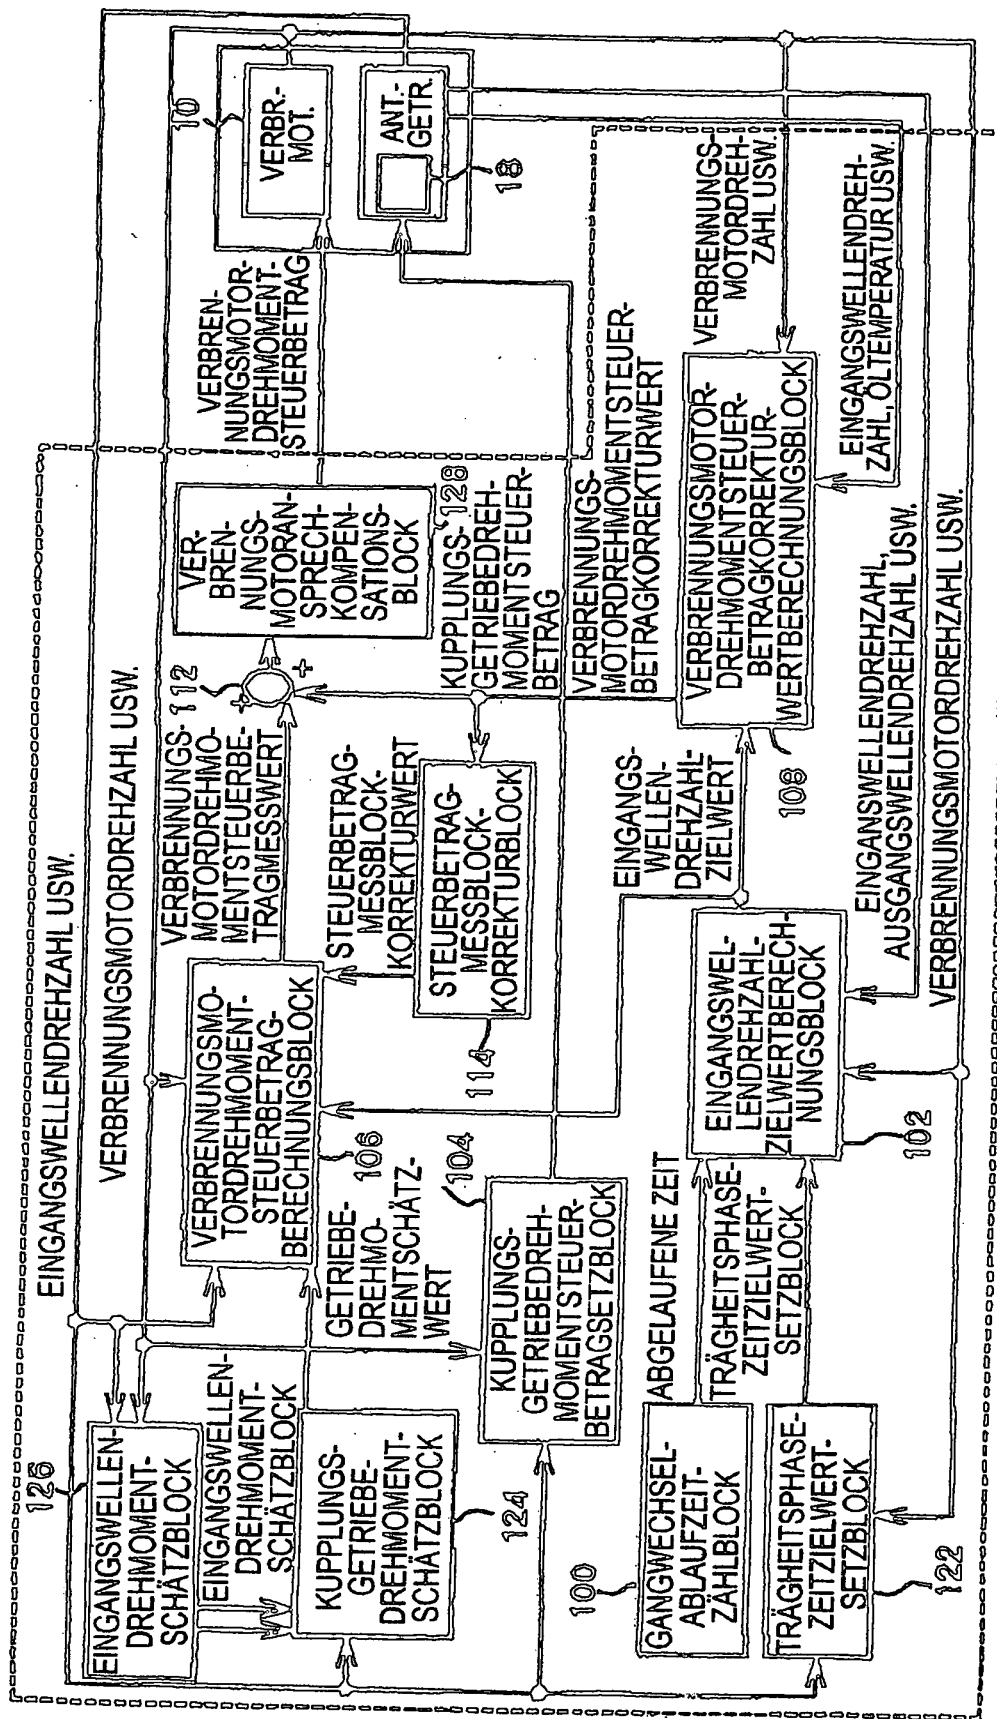 EINGANGSWELLENDREHZAHL USW.
VERBRENNUNGSMOTORDREHZAHL USW.
126
EINGANGSWELLEN-
DREHMOMENT-
SCHÄTZBLOCK
EINGANGSWELLEN-
DREHMOMENT-
SCHÄTZBLOCK
KUPPLUNGS-
GETRIEBE-
DREHMOMENT-
SCHÄTZBLOCK
124
VERBRENNUNGSMO-
TORDREHMOMENT-
STEUERBETRAG-
BERECHNUNGSBLOCK
106
GETRIEBE-
DREHMO-
MENTSCHÄTZ-
WERT
VERBRENNUNGS-
MOTORDREHMO-
MENTSTEUERBE-
TRAGMESSWERT
112
+
+
VER-
BREN-
NUNGS-
MOTORAN-
SPRECH-
KOMPEN-
SATIONS-
BLOCK
128
VERBREN-
NUNGSMOTOR-
DREHMOMENT-
STEUERBETRAG
10
VERBR.-
MOT.
ANT.-
GETR.
18
STEUERBETRAG-
MESSBLOCK-
KORREKTURWERT
STEUERBETRAG-
MESSBLOCK-
KORREKTURBLOCK
114
KUPPLUNGS-
GETRIEBEDREH-
MOMENTSTEUER-
BETRAG
104
KUPPLUNGS-
GETRIEBEDREH-
MOMENTSTEUER-
BETRAGSETZBLOCK
VERBRENNUNGS-
MOTORDREHMOMENTSTEUER-
BETRAGKORREKTURWERT
100
GANGWECHSEL-
ABLAUFZEIT-
ZÄHLBLOCK
ABGELAUFENE ZEIT
TRÄGHEITSPHASE-
ZEITZIELWERT-
SETZBLOCK
TRÄGHEITSPHASE-
ZEITZIELWERT-
SETZBLOCK
122
EINGANGSWEL-
LENDREHZAHL-
ZIELWERTBERECH-
NUNGSBLOCK
102
EINGANGS-
WELLEN-
DREHZAHL-
ZIELWERT
VERBRENNUNGSMOTOR-
DREHMOMENTSTEUER-
BETRAGKORREKTUR-
WERTBERECHNUNGSBLOCK
108
VERBRENNUNGS-
MOTORDREH-
ZAHL USW.
EINGANGSWELLENDREH-
ZAHL, ÖLTEMPERATUR USW.
EINGANSWELLENDREHZAHL,
AUSGANGSWELLENDREHZAHL USW.
VERBRENNUNGSMOTORDREHZAHL USW.